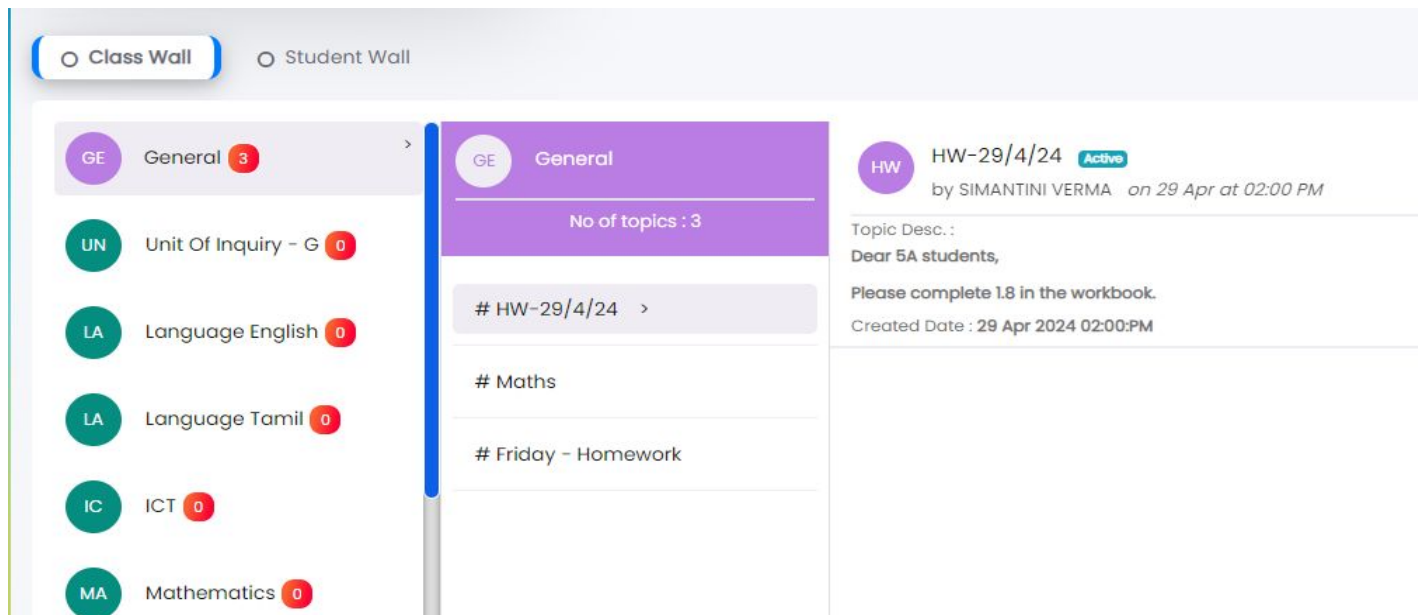 Class Wall
Student Wall
GE General 3 >
UN Unit Of Inquiry - G 0
LA Language English 0
LA Language Tamil 0
IC ICT 0
MA Mathematics 0
GE General
No of topics : 3
# HW-29/4/24 >
# Maths
# Friday - Homework
HW HW-29/4/24 Active
by SIMANTINI VERMA on 29 Apr at 02:00 PM
Topic Desc. :
Dear 5A students,
Please complete 1.8 in the workbook.
Created Date : 29 Apr 2024 02:00:PM